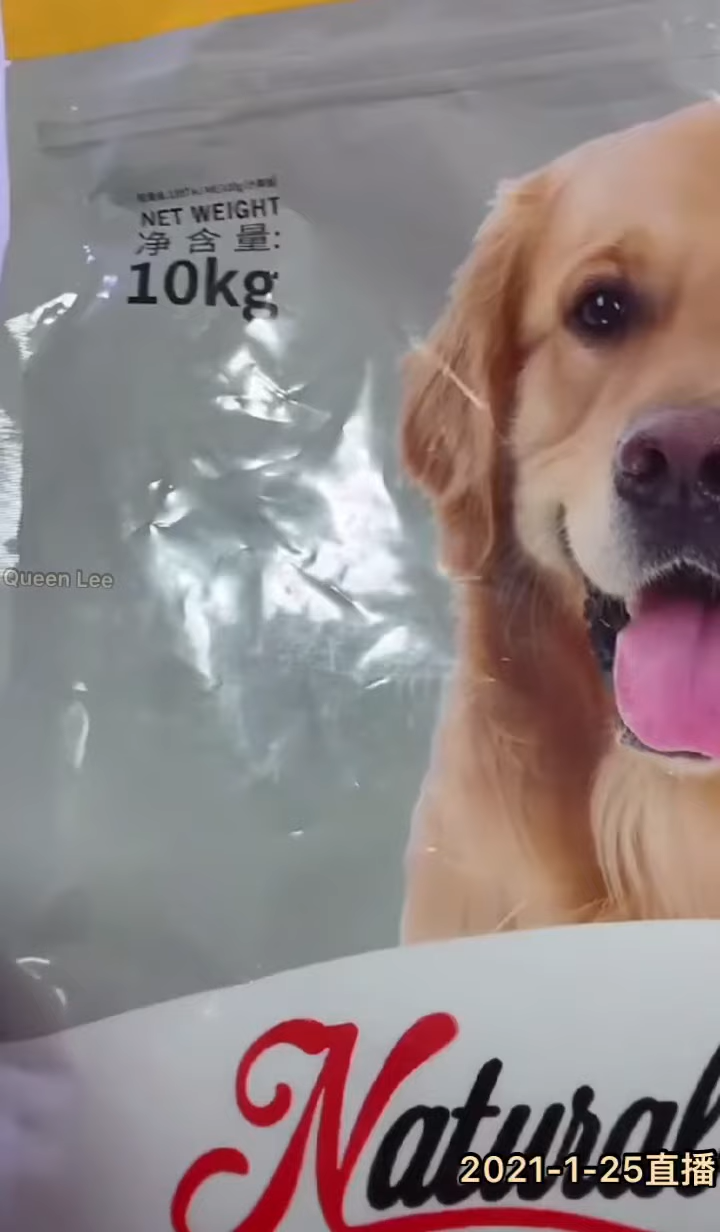 NET WEIGHT
净含量:
10kg
Queen Lee
Natural
2021-1-25直播